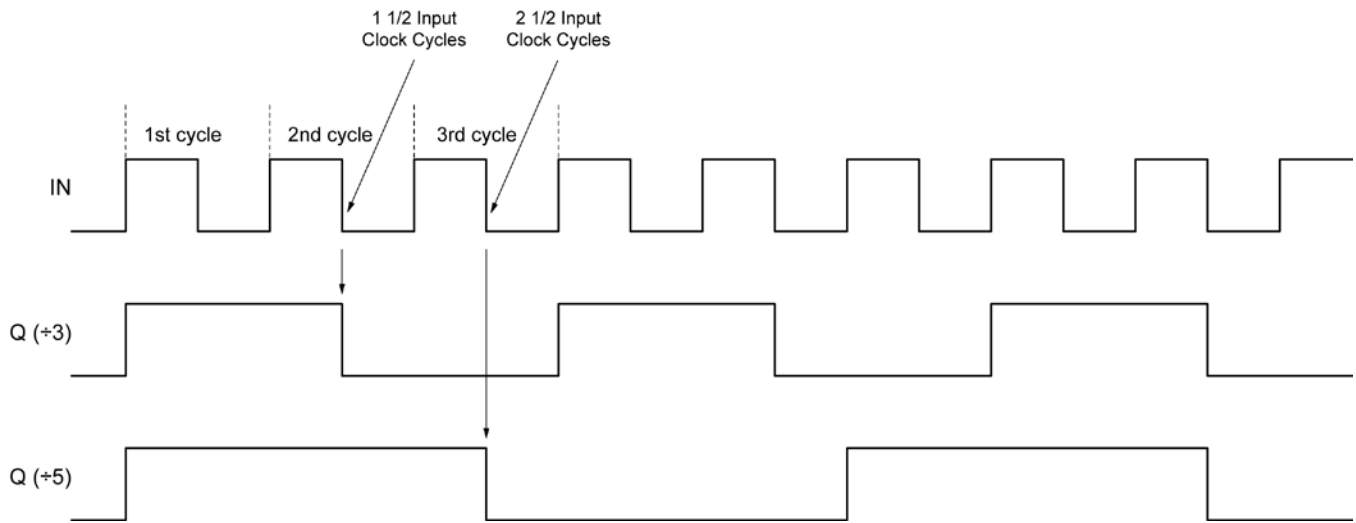 1 1/2 Input
Clock Cycles
2 1/2 Input
Clock Cycles
1st cycle
2nd cycle
3rd cycle
IN
Q (÷3)
Q (÷5)